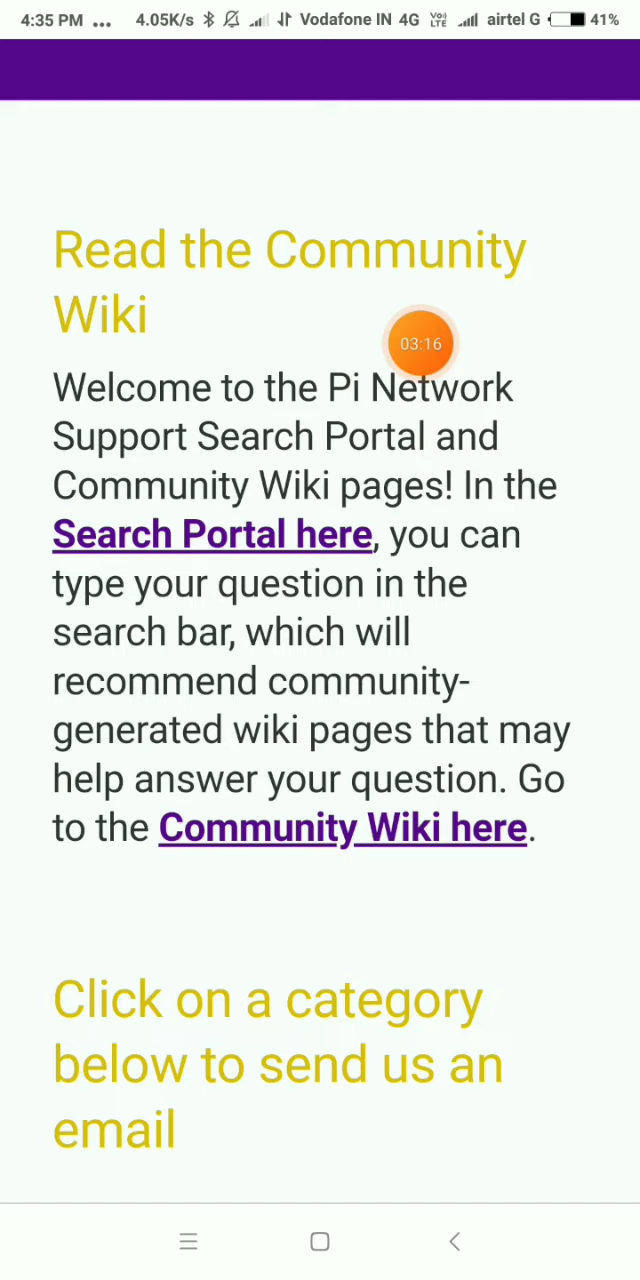 4:35 PM ... 4.05K/s Vodafone IN 4G VoI LTE airtel G 41%
Read the Community
Wiki
03:16
Welcome to the Pi Network
Support Search Portal and
Community Wiki pages! In the
Search Portal here, you can
type your question in the
search bar, which will
recommend community-
generated wiki pages that may
help answer your question. Go
to the Community Wiki here.
Click on a category
below to send us an
email